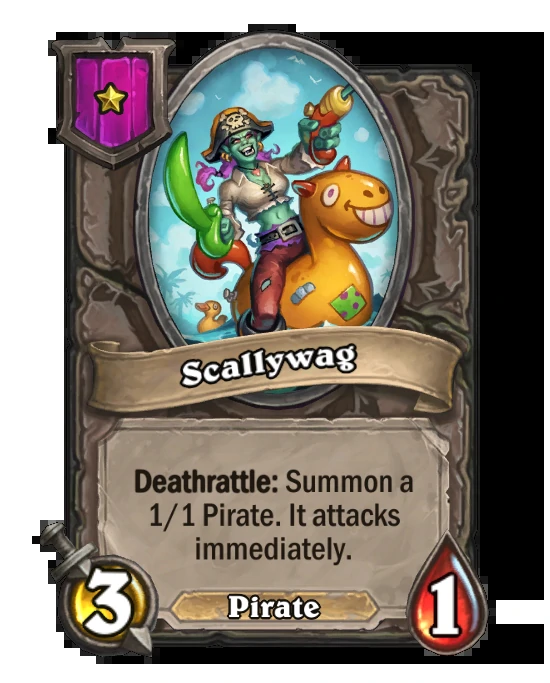 Scallywag
Deathrattle: Summon a
1/1 Pirate. It attacks
immediately.
3
Pirate
1